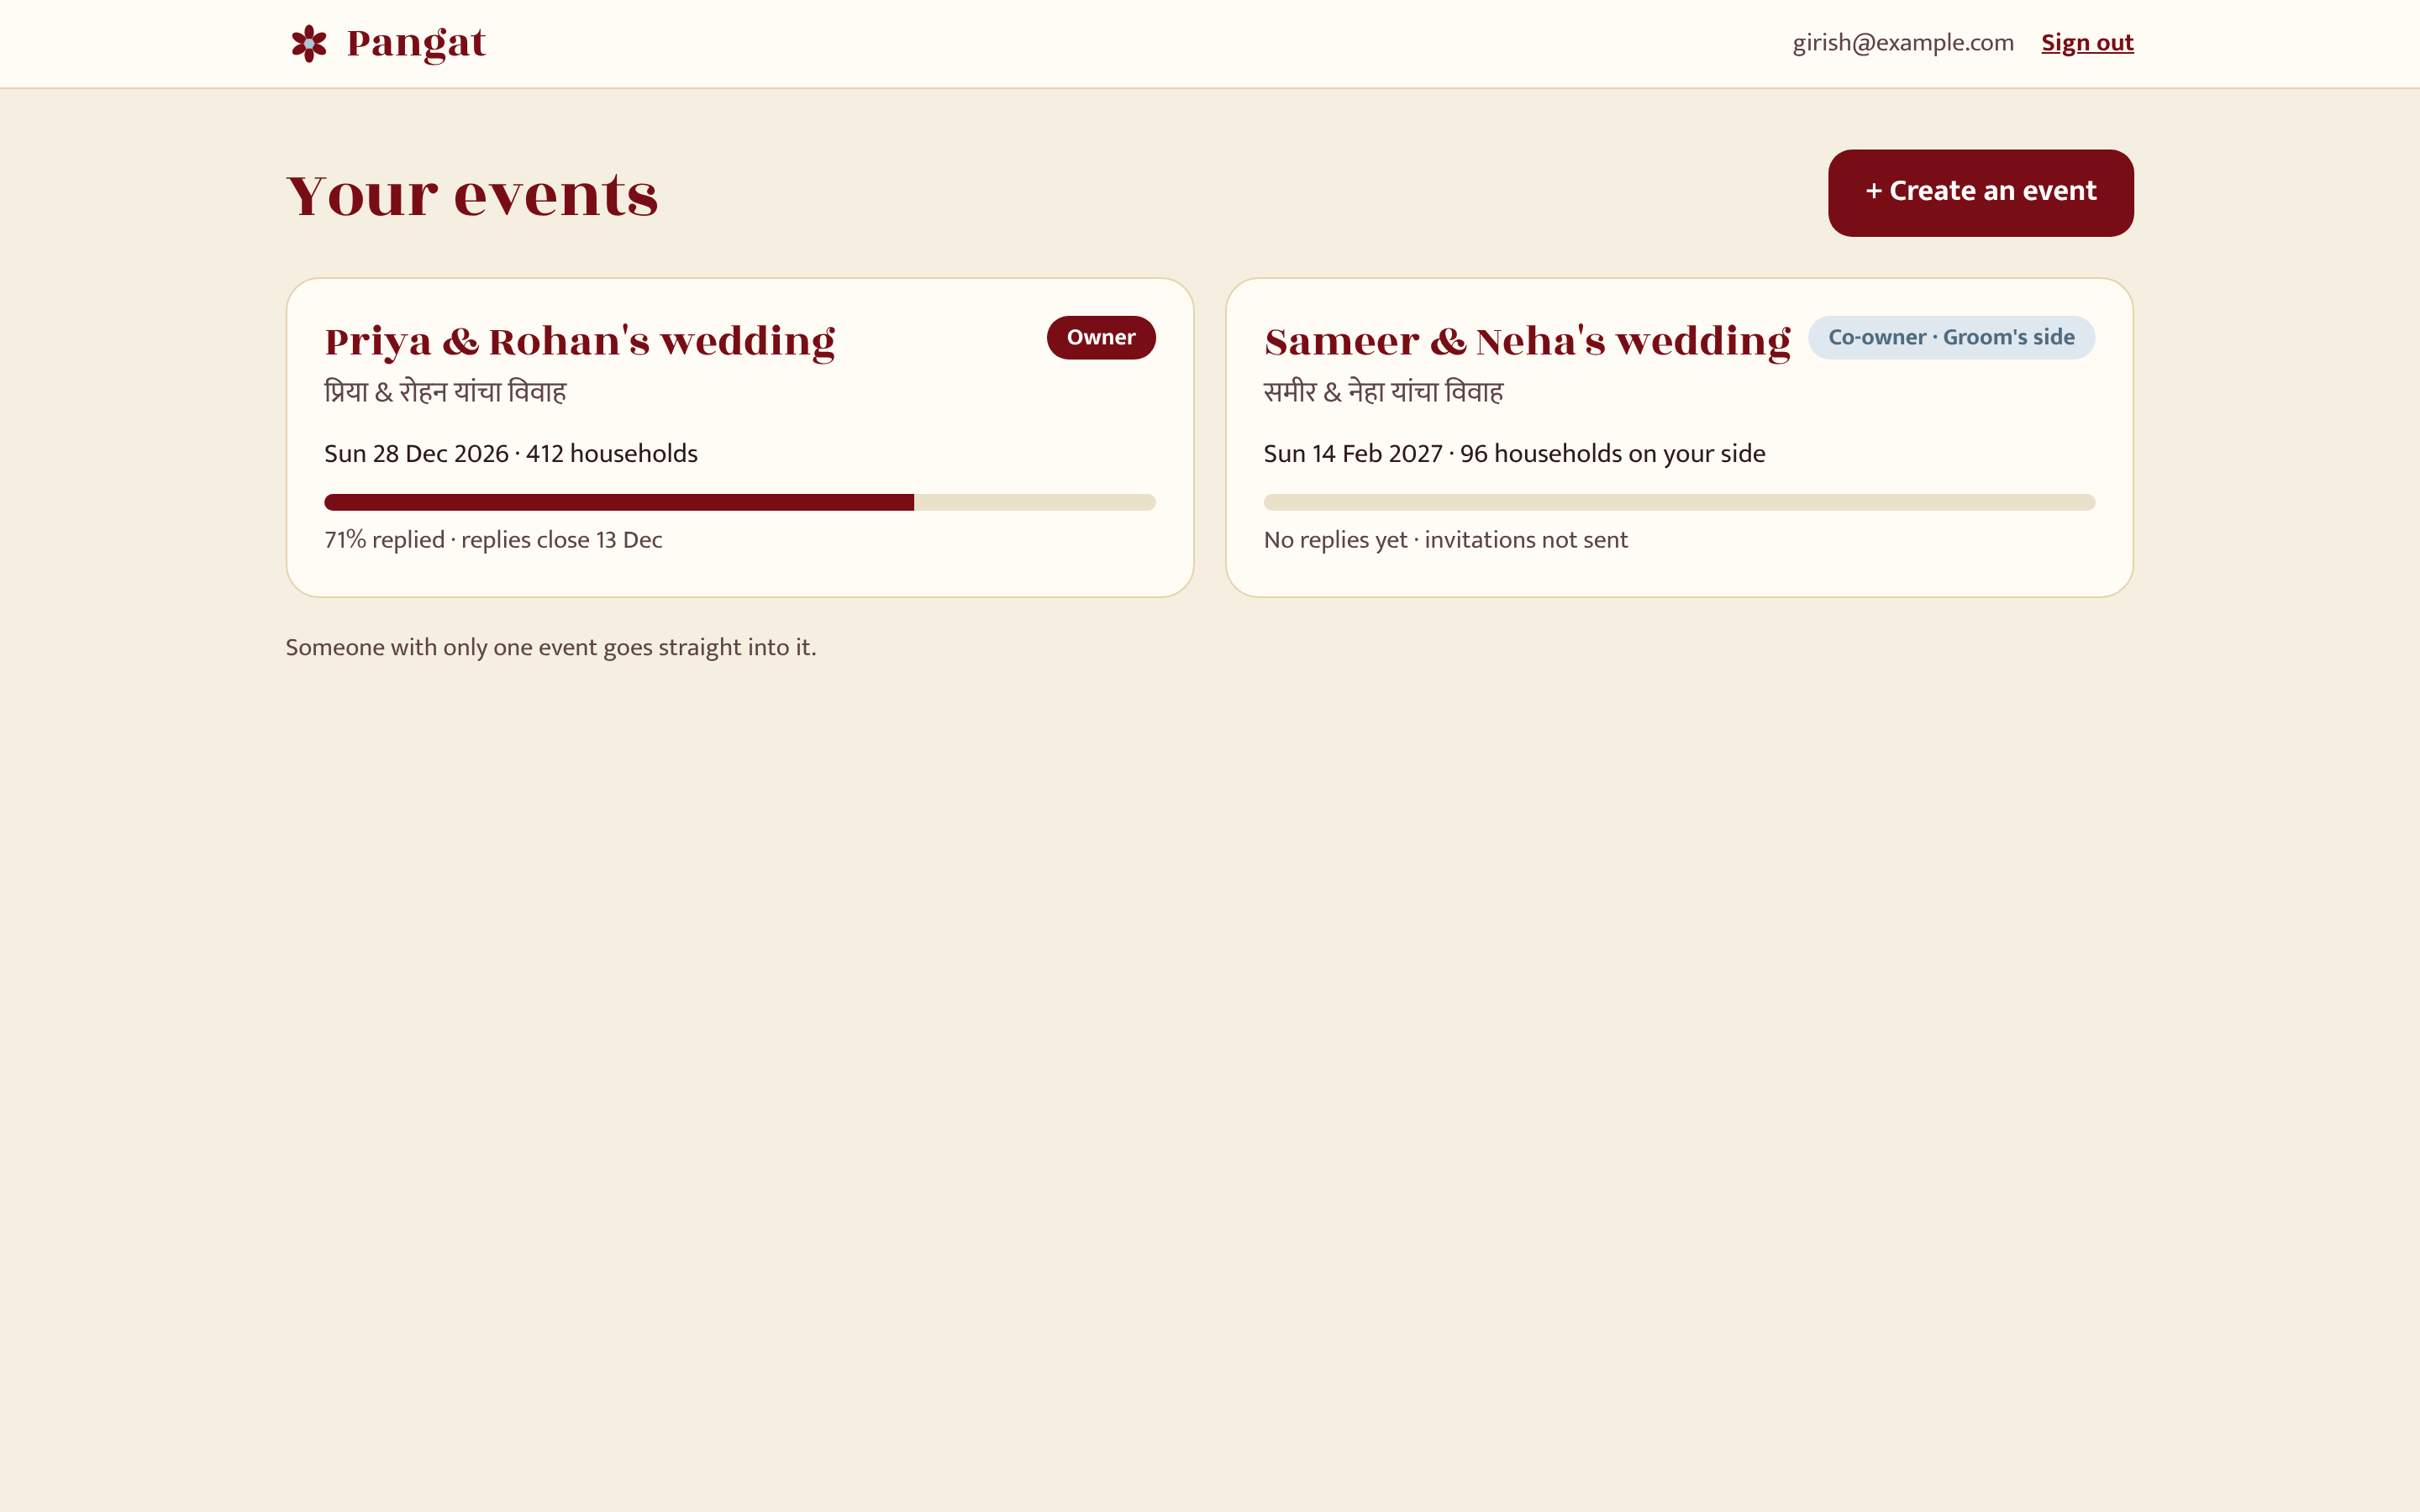 Pangat
girish@example.com Sign out
Your events
+ Create an event
Priya & Rohan's wedding
Owner
प्रिया & रोहन यांचा विवाह
Sun 28 Dec 2026 · 412 households
71% replied · replies close 13 Dec
Sameer & Neha's wedding
Co-owner · Groom's side
समीर & नेहा यांचा विवाह
Sun 14 Feb 2027 · 96 households on your side
No replies yet · invitations not sent
Someone with only one event goes straight into it.